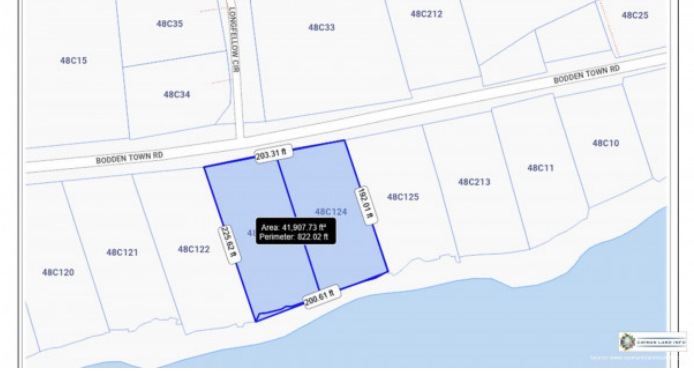 48C35
48C33
48C212
48C25
48C15
LONGFELLOW CIR
48C34
BODDEN TOWN RD
BODDEN TOWN RD
203.31 ft
48C10
48C11
48C213
48C125
192.01 ft
48C124
Area: 41,907.73 ft²
Perimeter: 822.02 ft
225.62 ft
48C122
48C121
48C120
200.61 ft
CAYMAN LAND INFO